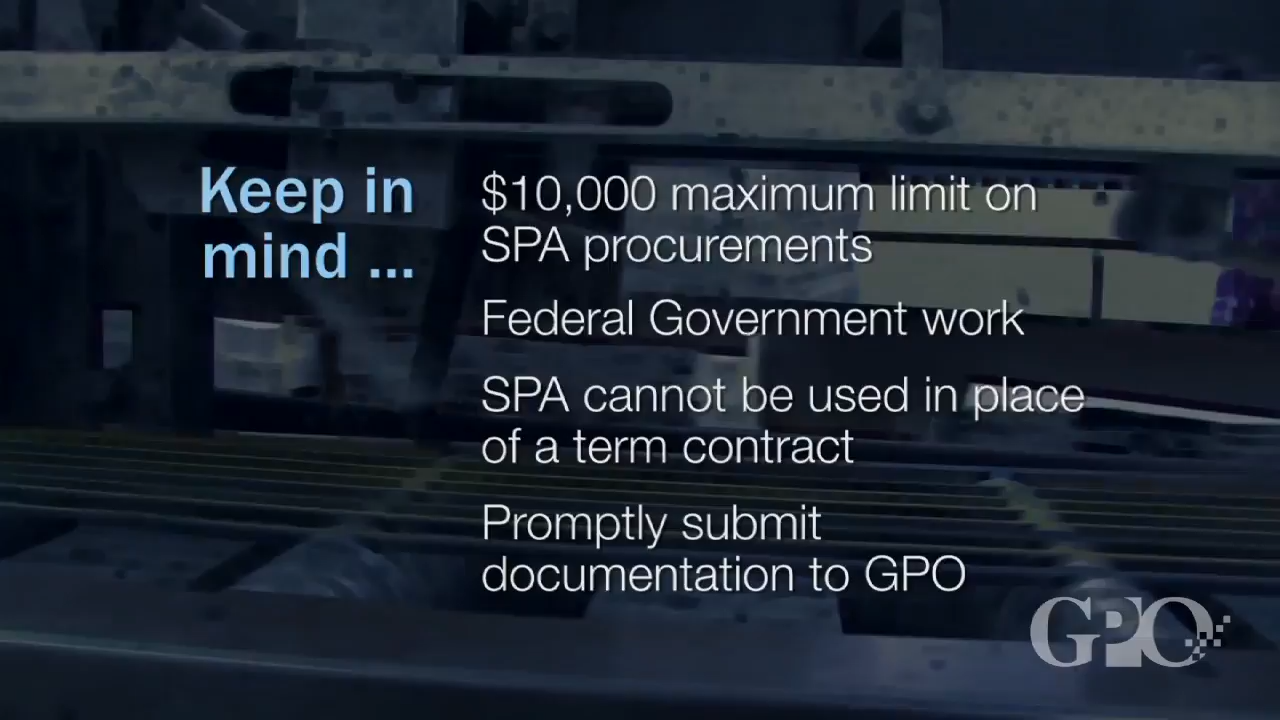 Keep in
mind ...
$10,000 maximum limit on
SPA procurements
Federal Government work
SPA cannot be used in place
of a term contract
Promptly submit
documentation to GPO
GPO